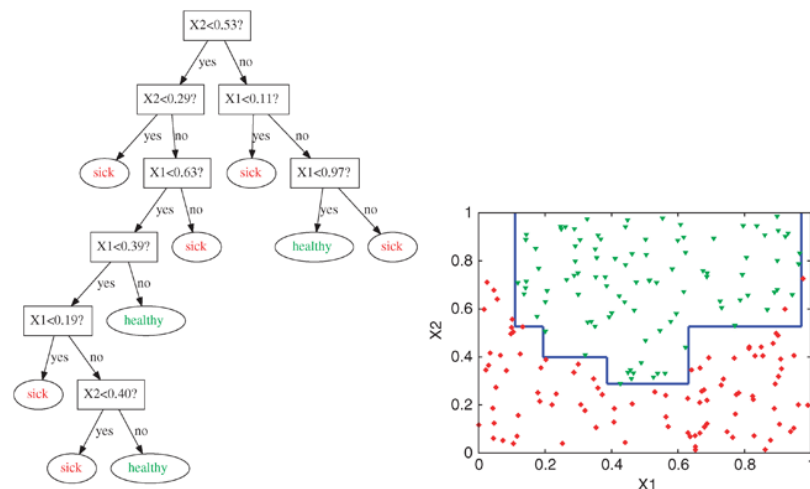 X2<0.53?
yes
no
X2<0.29?
X1<0.11?
yes
no
yes
no
sick
X1<0.63?
sick
X1<0.97?
yes
no
yes
no
X1<0.39?
sick
healthy
sick
yes
no
X1<0.19?
healthy
yes
no
sick
X2<0.40?
yes
no
sick
healthy
1
0.8
0.6
0.4
0.2
0
X2
0
0.2
0.4
0.6
0.8
1
X1